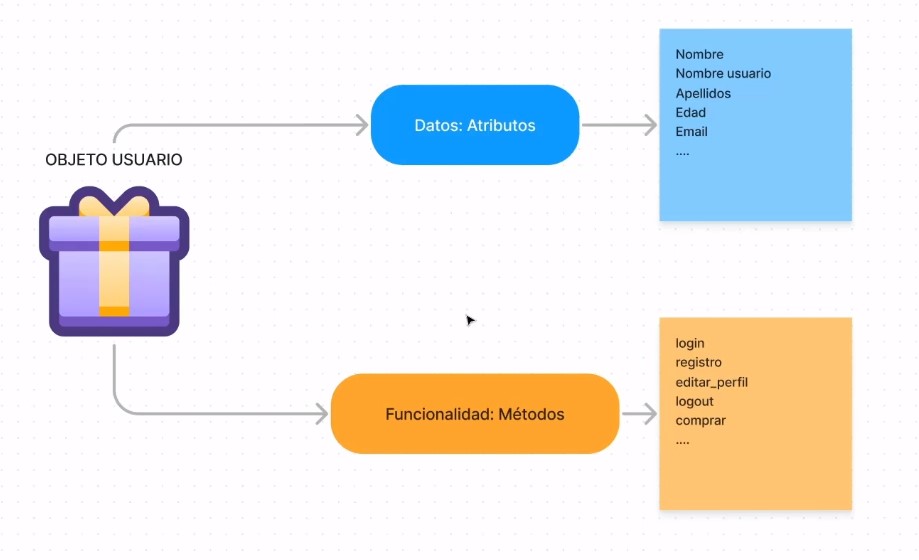 OBJETO USUARIO
Datos: Atributos
Nombre
Nombre usuario
Apellidos
Edad
Email
....
Funcionalidad: Métodos
login
registro
editar_perfil
logout
comprar
....